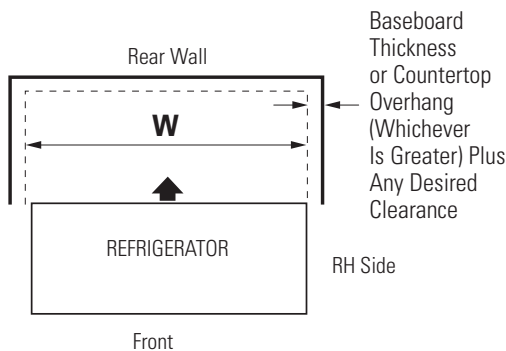 Rear Wall
Baseboard
Thickness
or Countertop
Overhang
(Whichever
Is Greater) Plus
Any Desired
Clearance
W
REFRIGERATOR
RH Side
Front